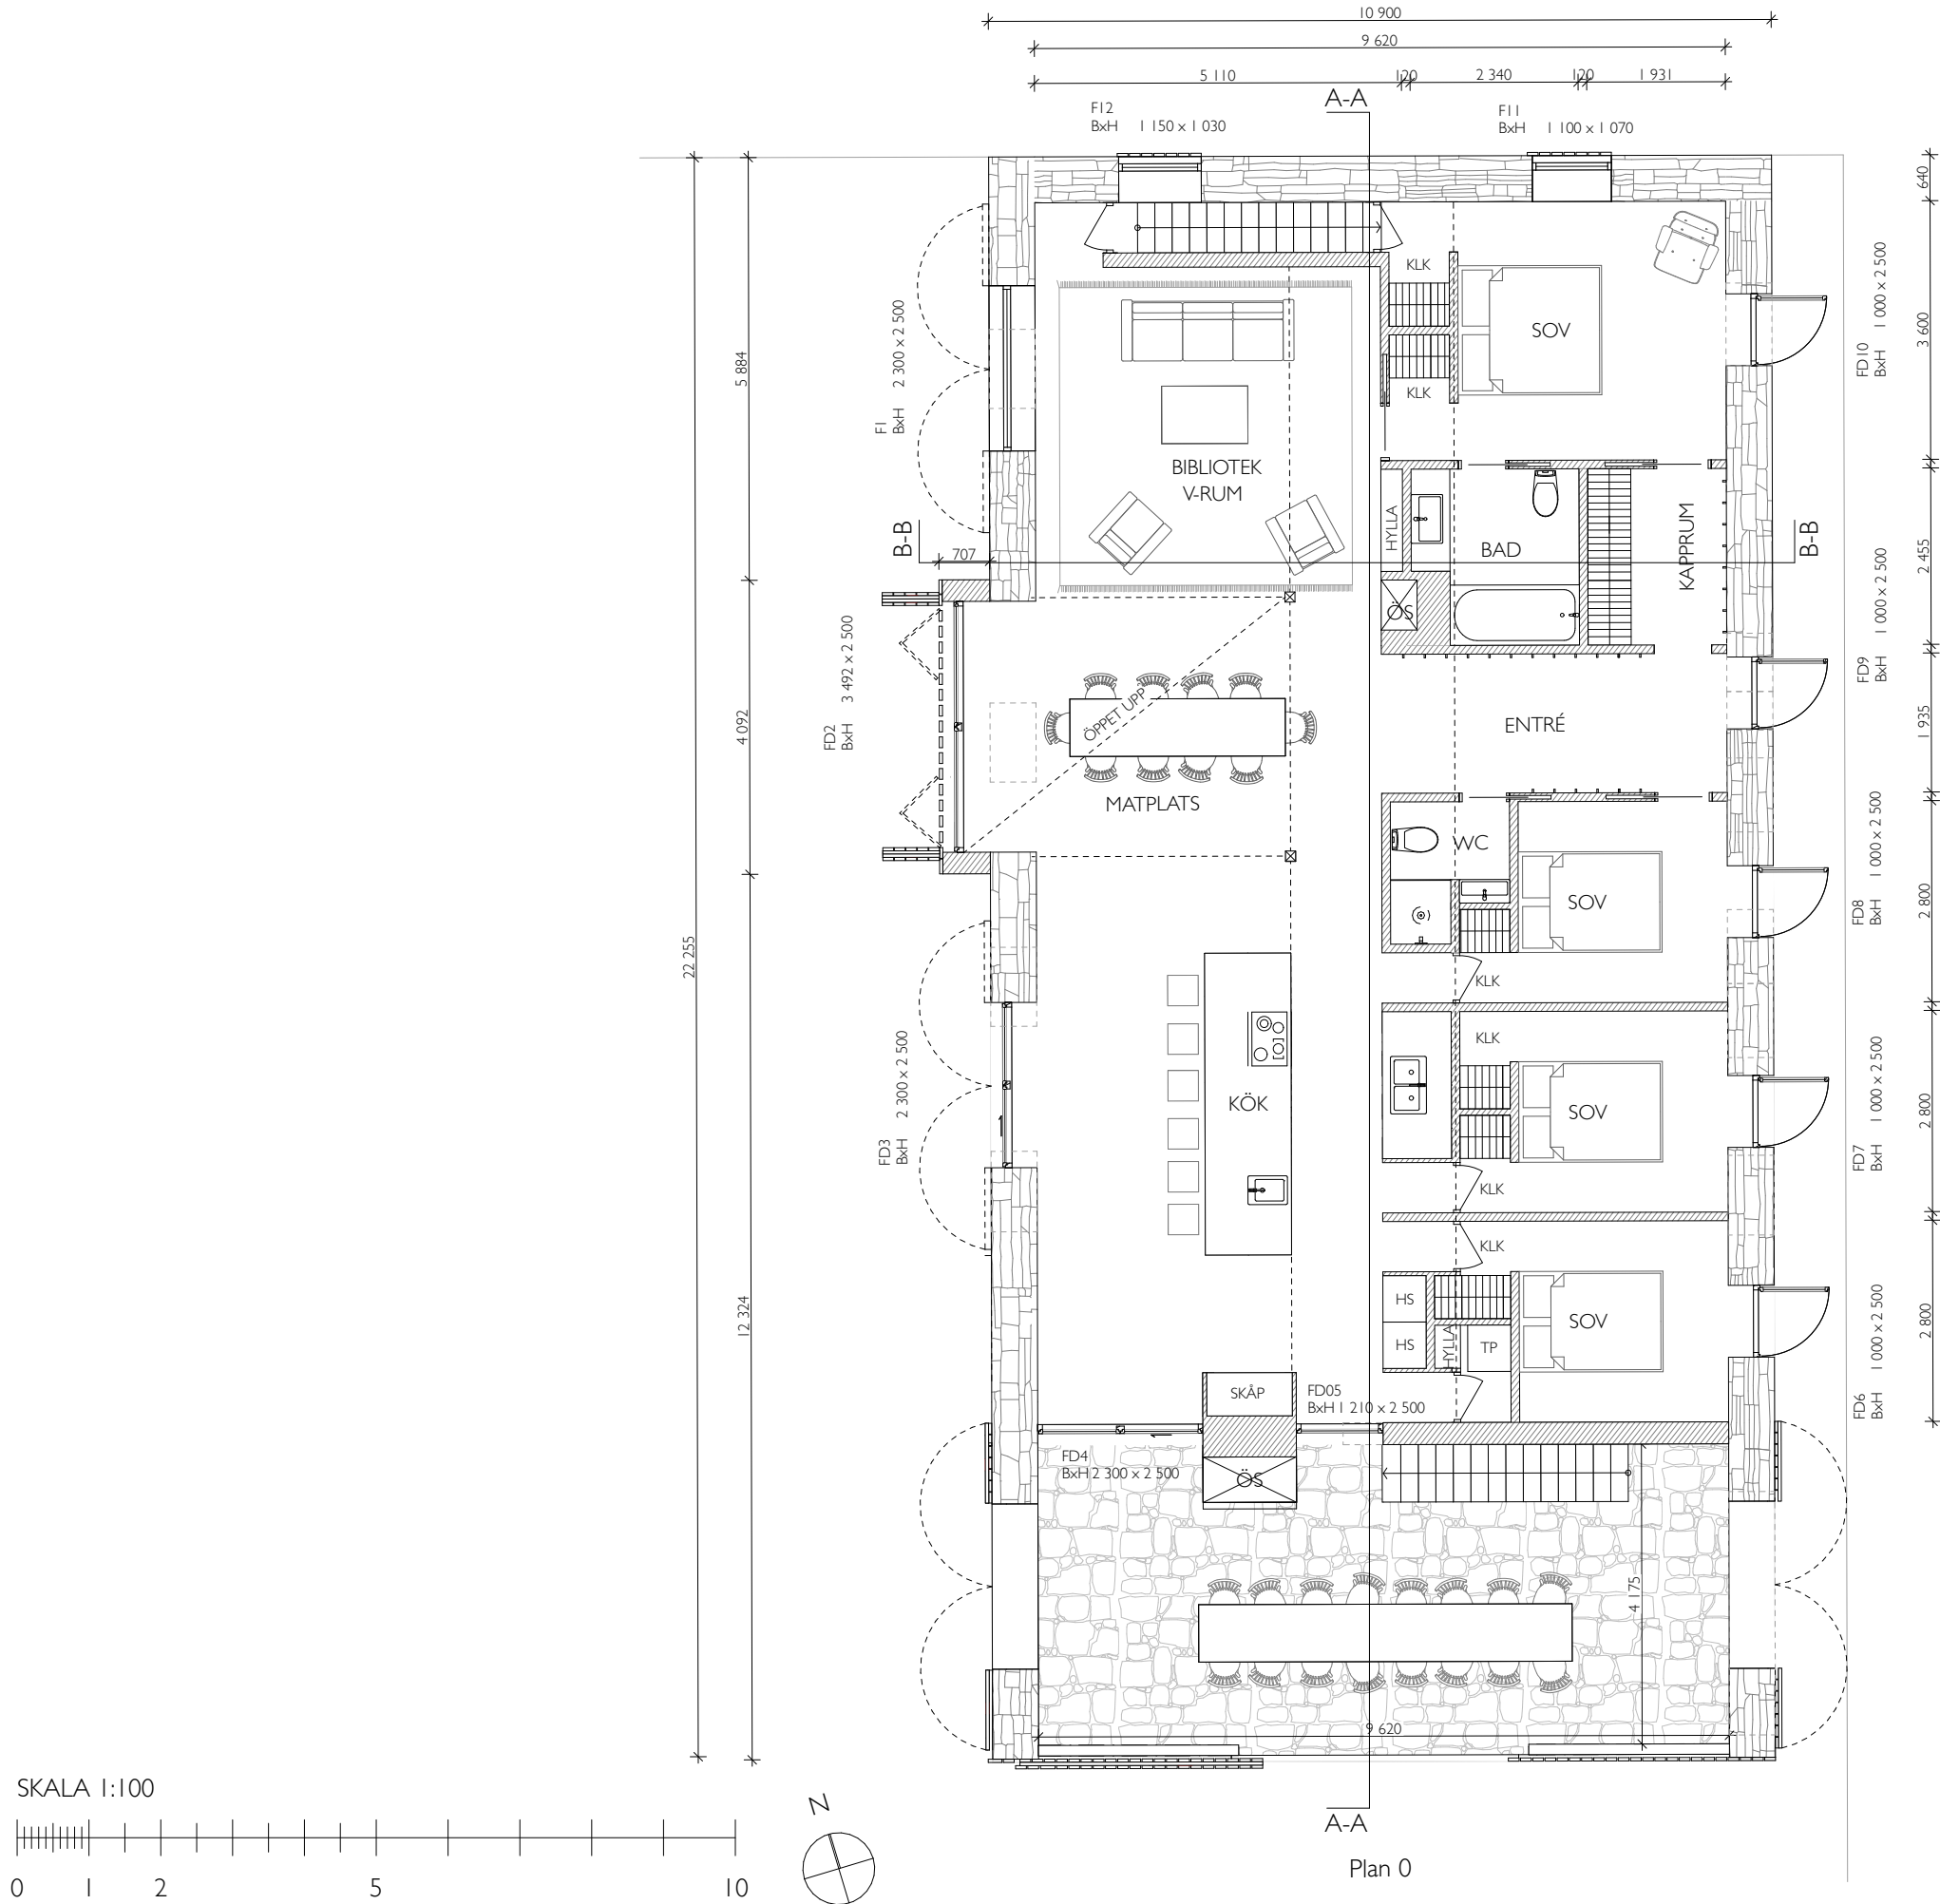 10 900
9 620
5 110
120
2 340
120
1 931
A-A
F12
BxH 1 150 x 1 030
F11
BxH 1 100 x 1 070
640
3 600
2 455
1 935
2 800
2 800
2 800
FD10
BxH 1 000 x 2 500
FD9
BxH 1 000 x 2 500
FD8
BxH 1 000 x 2 500
FD7
BxH 1 000 x 2 500
FD6
BxH 1 000 x 2 500
22 255
5 884
4 092
12 324
F1
BxH 2 300 x 2 500
B-B
707
B-B
FD2
BxH 3 492 x 2 500
FD3
BxH 2 300 x 2 500
KLK
KLK
SOV
BIBLIOTEK
V-RUM
HYLLA
BAD
KAPPRUM
ÖS
ÖPPET UPP
MATPLATS
ENTRÉ
WC
SOV
KLK
KLK
KÖK
SOV
KLK
KLK
HS
HS
HYLLA
TP
SOV
SKÅP
FD05
BxH 1 210 x 2 500
FD4
BxH 2 300 x 2 500
ÖS
4 175
9 620
A-A
Plan 0
SKALA 1:100
0 1 2 5 10
N